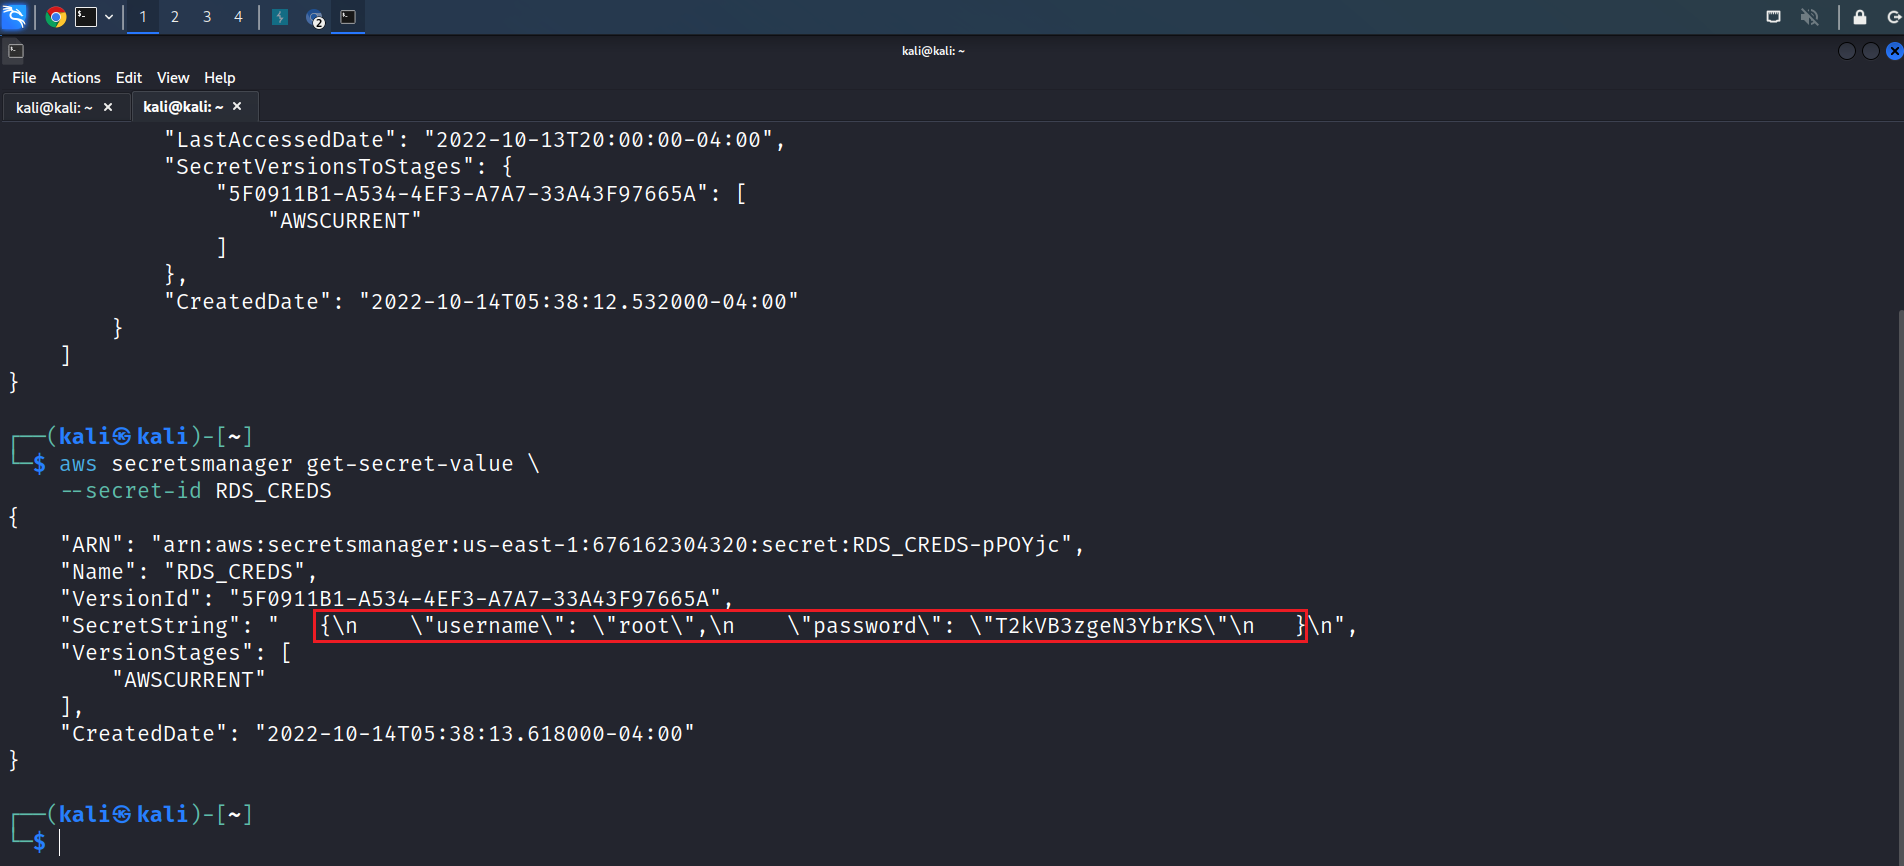 1 2 3 4 2
kali@kali: ~
File Actions Edit View Help
kali@kali: ~ × kali@kali: ~ ×
"LastAccessedDate": "2022-10-13T20:00:00-04:00",
"SecretVersionsToStages": {
"5F0911B1-A534-4EF3-A7A7-33A43F97665A": [
"AWSCURRENT"
]
},
"CreatedDate": "2022-10-14T05:38:12.532000-04:00"
}
]
}
┌──(kali㉿kali)-[~]
└─$ aws secretsmanager get-secret-value \
--secret-id RDS_CREDS
{
"ARN": "arn:aws:secretsmanager:us-east-1:676162304320:secret:RDS_CREDS-pPOYjc",
"Name": "RDS_CREDS",
"VersionId": "5F0911B1-A534-4EF3-A7A7-33A43F97665A",
"SecretString": "   {\n    \"username\": \"root\",\n    \"password\": \"T2kVB3zgeN3YbrKS\"\n   }\n",
"VersionStages": [
"AWSCURRENT"
],
"CreatedDate": "2022-10-14T05:38:13.618000-04:00"
}
┌──(kali㉿kali)-[~]
└─$